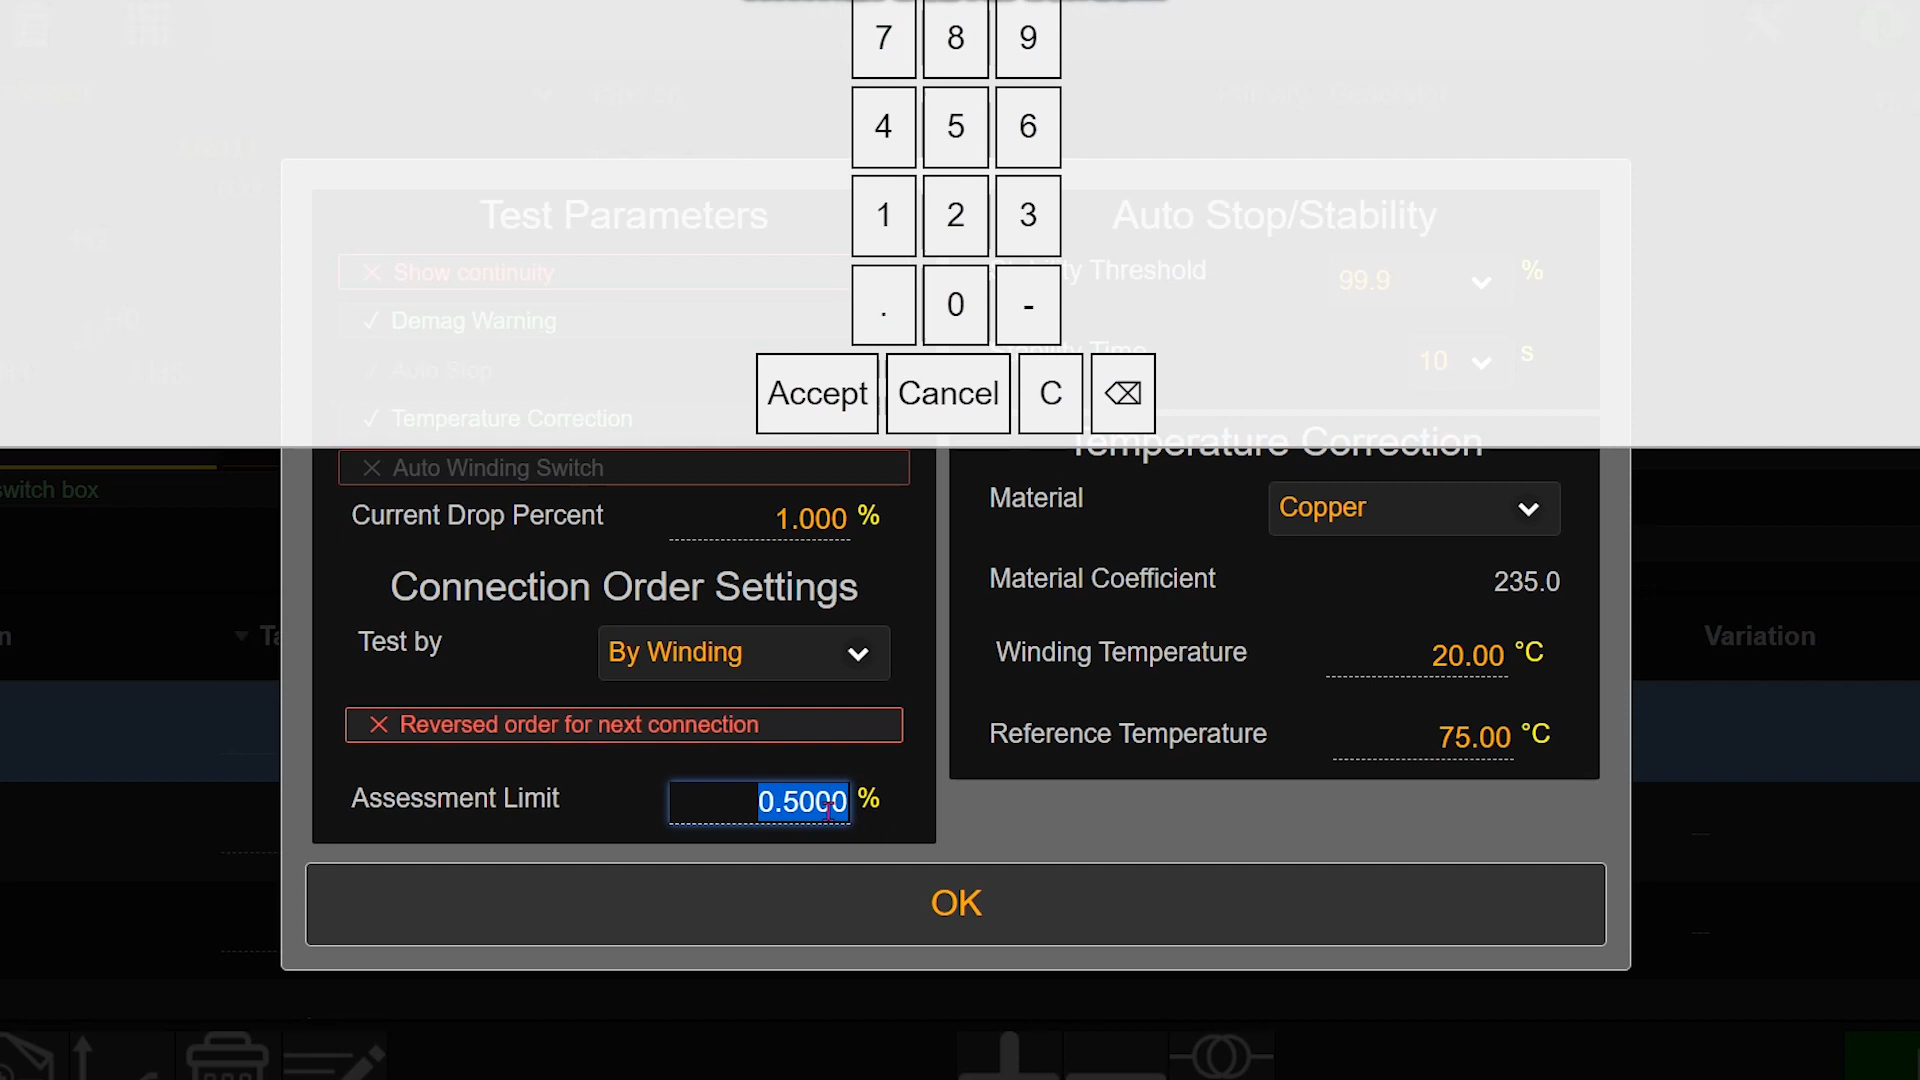 7 8 9
4 5 6
1 2 3
. 0 -
Accept Cancel C ⌫
Test Parameters
Show continuity
Demag Warning
Auto Stop
Temperature Correction
Auto Winding Switch
Current Drop Percent 1.000 %
Connection Order Settings
Test by By Winding
Reversed order for next connection
Assessment Limit 0.5000 %
Auto Stop/Stability
Threshold 99.9 %
10 s
Temperature Correction
Material Copper
Material Coefficient 235.0
Winding Temperature 20.00 °C
Reference Temperature 75.00 °C
OK
switch box
Variation